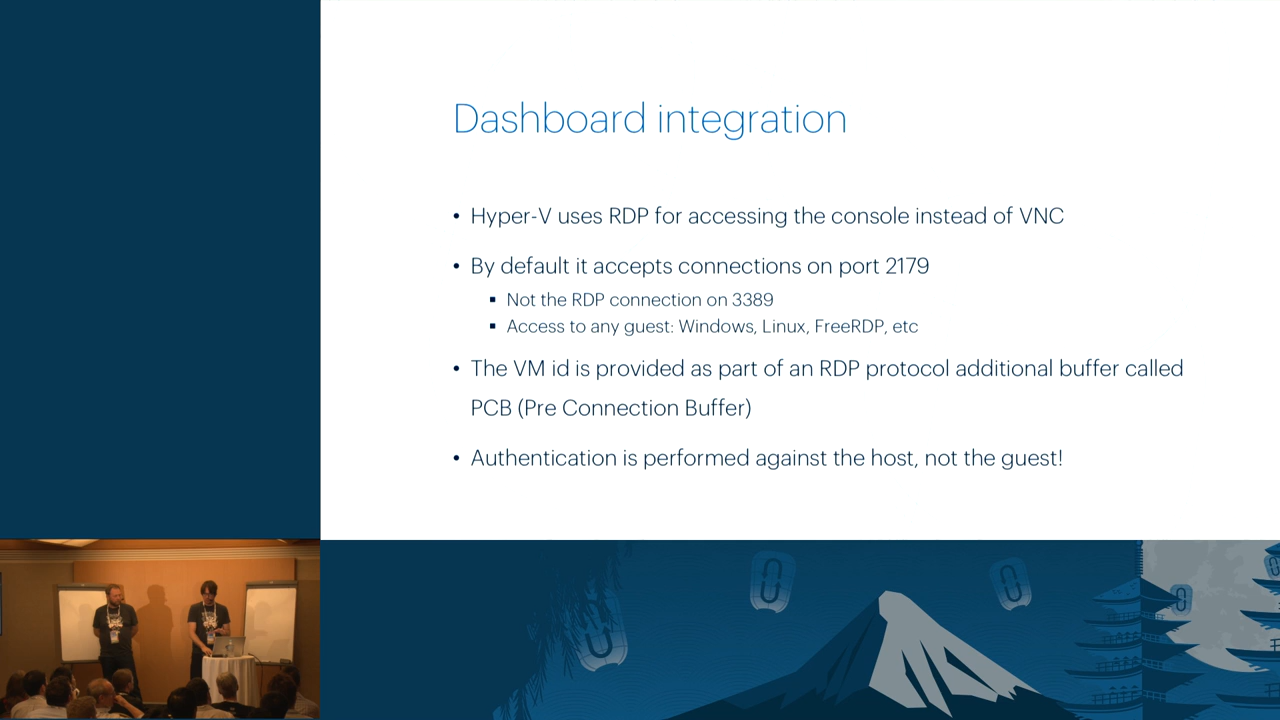 Dashboard integration
• Hyper-V uses RDP for accessing the console instead of VNC
• By default it accepts connections on port 2179
▪ Not the RDP connection on 3389
▪ Access to any guest: Windows, Linux, FreeRDP, etc
• The VM id is provided as part of an RDP protocol additional buffer called
PCB (Pre Connection Buffer)
• Authentication is performed against the host, not the guest!